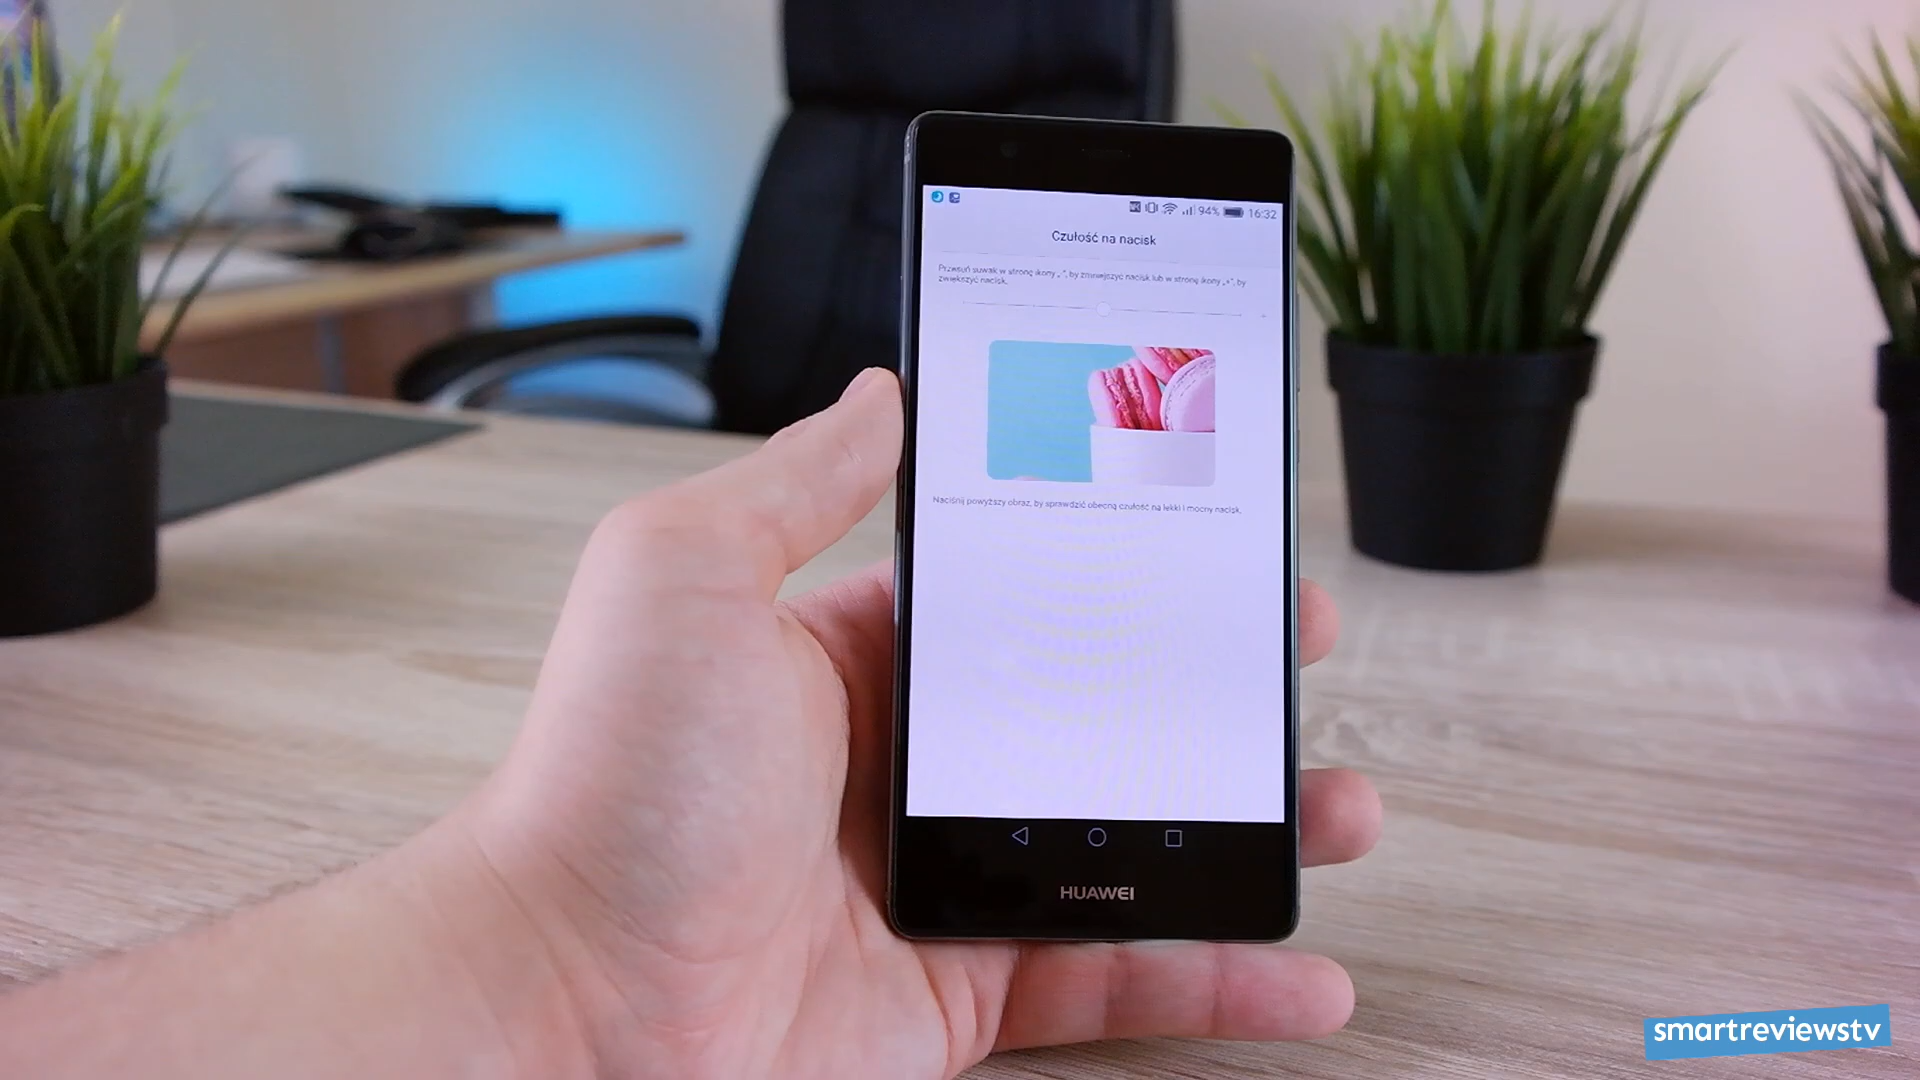 94% 16:32
Czułość na nacisk
Przesuń suwak w stronę ikony „-”, by zmniejszyć nacisk lub w stronę ikony „+”, by
zwiększyć nacisk.
Naciśnij powyższy obraz, by sprawdzić obecną czułość na lekki i mocny nacisk.
HUAWEI
smartreviewstv